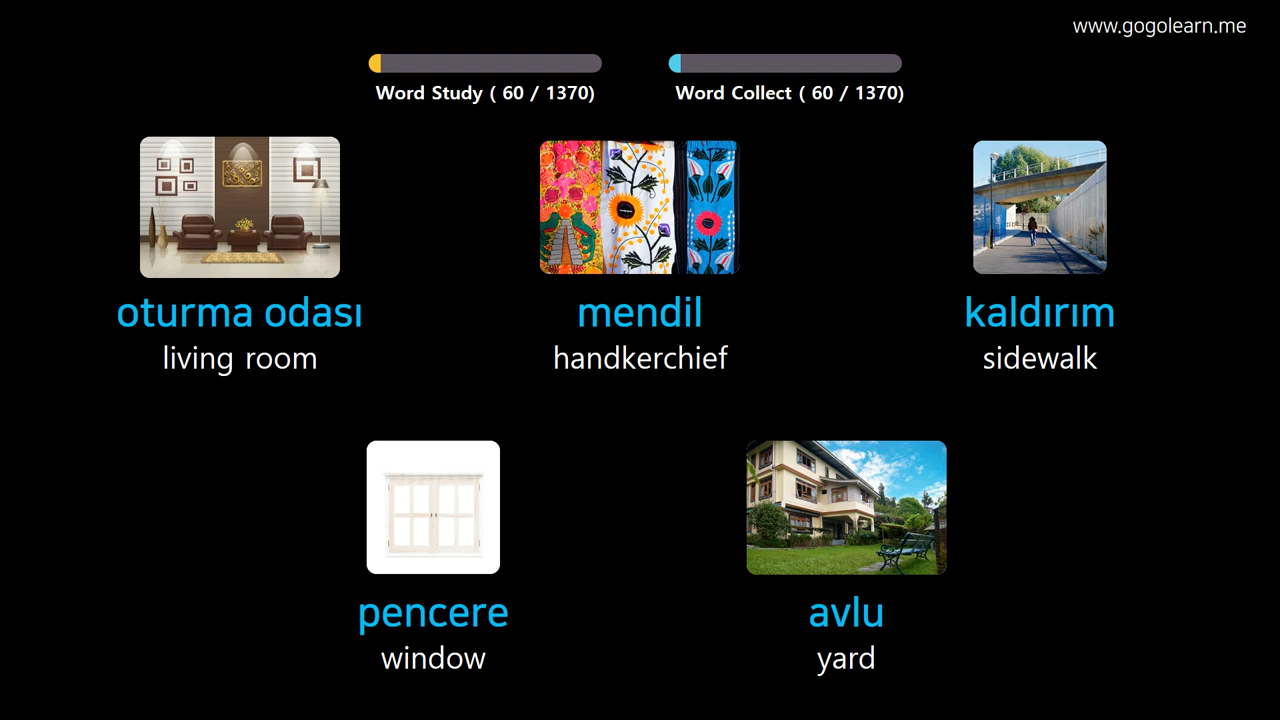 www.gogolearn.me
Word Study ( 60 / 1370)
Word Collect ( 60 / 1370)
oturma odası
living room
mendil
handkerchief
kaldırım
sidewalk
pencere
window
avlu
yard